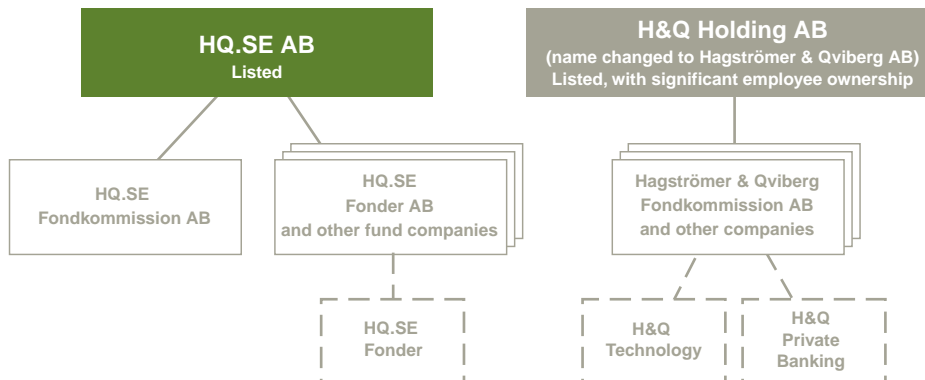 HQ.SE AB
Listed
H&Q Holding AB
(name changed to Hagströmer & Qviberg AB)
Listed, with significant employee ownership
HQ.SE
Fondkommission AB
HQ.SE
Fonder AB
and other fund companies
Hagströmer & Qviberg
Fondkommission AB
and other companies
HQ.SE
Fonder
H&Q
Technology
H&Q
Private
Banking